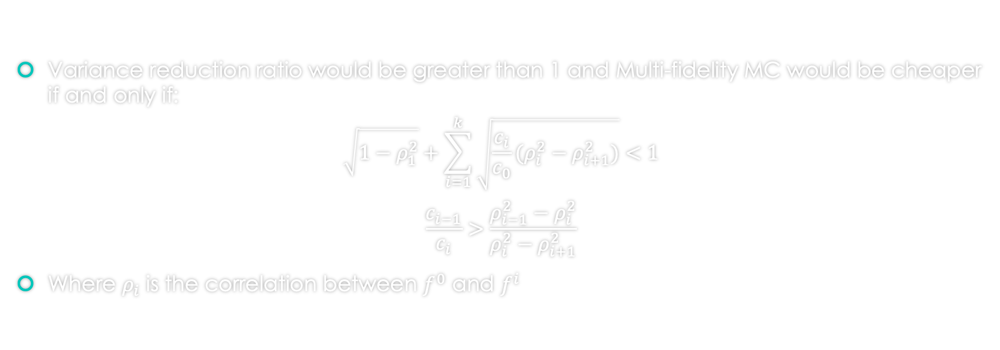 Variance reduction ratio would be greater than 1 and Multi-fidelity MC would be cheaper
if and only if:
$$\sqrt{1-\rho_1^2}+\sum_{i=1}^{k}\sqrt{\frac{c_i}{c_0}(\rho_i^2-\rho_{i+1}^2)}<1$$
$$\frac{c_{i-1}}{c_i}>\frac{\rho_{i-1}^2-\rho_i^2}{\rho_i^2-\rho_{i+1}^2}$$
Where $\rho_i$ is the correlation between $f^0$ and $f^i$